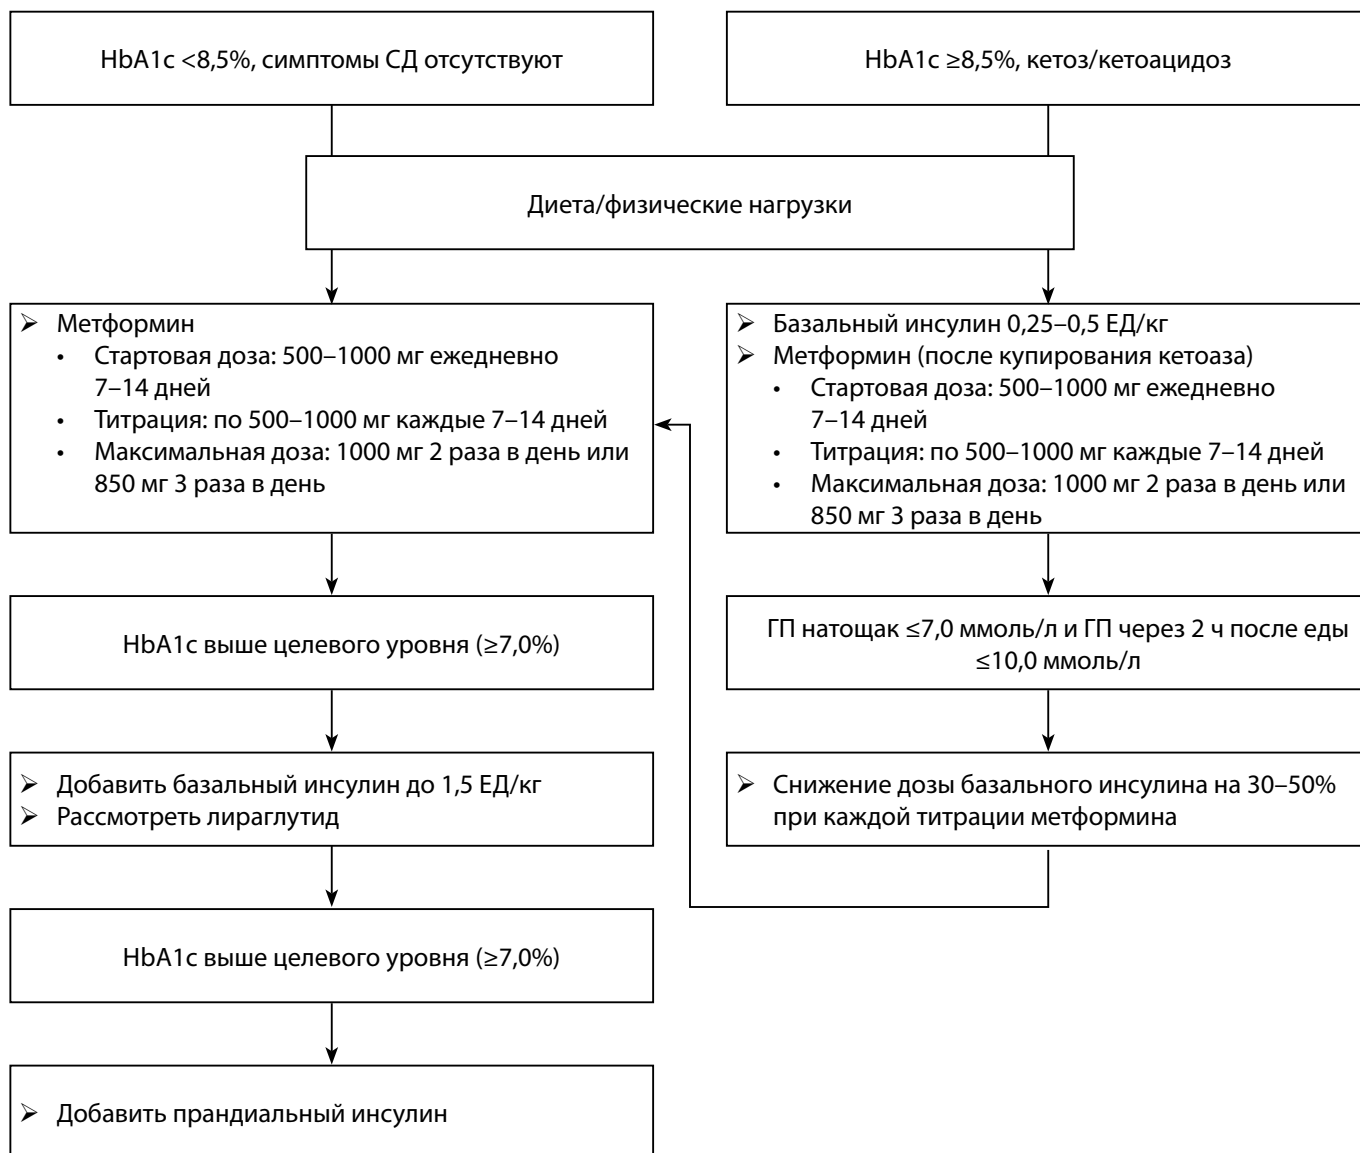 HbA1c <8,5%, симптомы СД отсутствуют
HbA1c ≥8,5%, кетоз/кетоацидоз
Диета/физические нагрузки
➢ Метформин
• Стартовая доза: 500–1000 мг ежедневно
7–14 дней
• Титрация: по 500–1000 мг каждые 7–14 дней
• Максимальная доза: 1000 мг 2 раза в день или
850 мг 3 раза в день
➢ Базальный инсулин 0,25–0,5 ЕД/кг
➢ Метформин (после купирования кетоаза)
• Стартовая доза: 500–1000 мг ежедневно
7–14 дней
• Титрация: по 500–1000 мг каждые 7–14 дней
• Максимальная доза: 1000 мг 2 раза в день или
850 мг 3 раза в день
HbA1c выше целевого уровня (≥7,0%)
ГП натощак ≤7,0 ммоль/л и ГП через 2 ч после еды
≤10,0 ммоль/л
➢ Добавить базальный инсулин до 1,5 ЕД/кг
➢ Рассмотреть лираглутид
➢ Снижение дозы базального инсулина на 30–50%
при каждой титрации метформина
HbA1c выше целевого уровня (≥7,0%)
➢ Добавить прандиальный инсулин